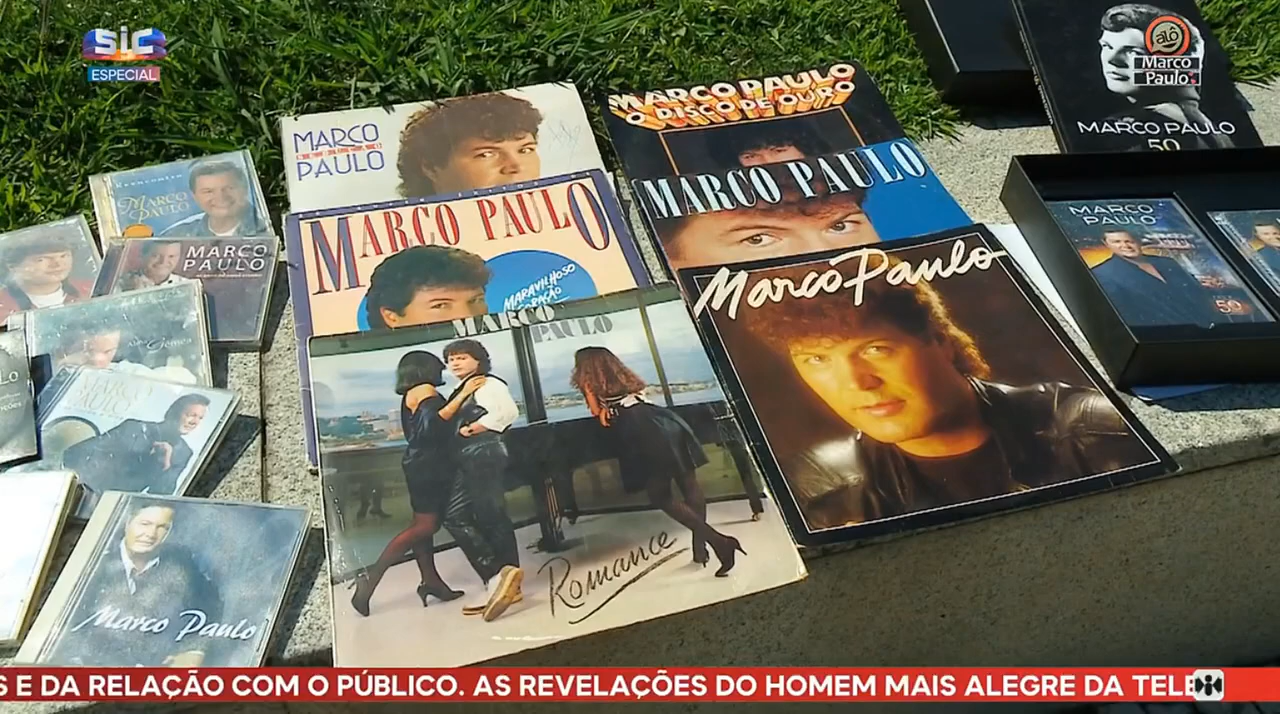 SIC
ESPECIAL
alô
Marco
Paulo
MARCO
PAULO
MARCO PAULO
O DISCO DE OURO
MARCO PAULO
50
Reencontro
MARCO
PAULO
MARCO
PAULO
MARCO PAULO
MARAVILHOSO
CORAÇÃO
MARCO PAULO
MARCO
PAULO
50
MARCO
PAULO
Romance
Marco Paulo
MARCO
PAULO
Marco Paulo
S E DA RELAÇÃO COM O PÚBLICO. AS REVELAÇÕES DO HOMEM MAIS ALEGRE DA TELE